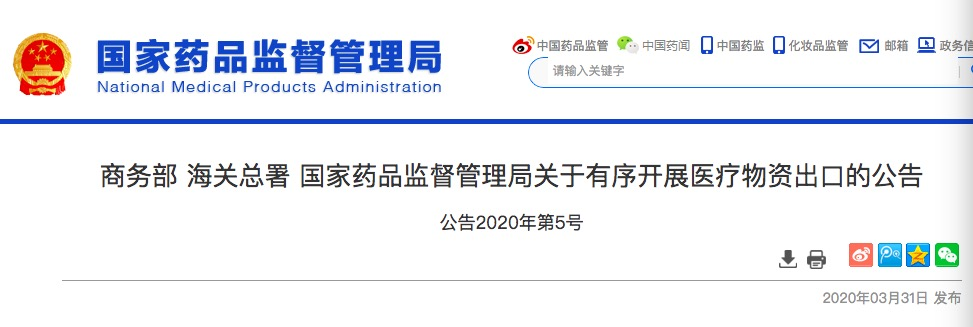 国家药品监督管理局
National Medical Products Administration
中国药品监管 中国药闻 中国药监 化妆品监管 邮箱 政务信
请输入关键字
商务部 海关总署 国家药品监督管理局关于有序开展医疗物资出口的公告
公告2020年第5号
2020年03月31日 发布